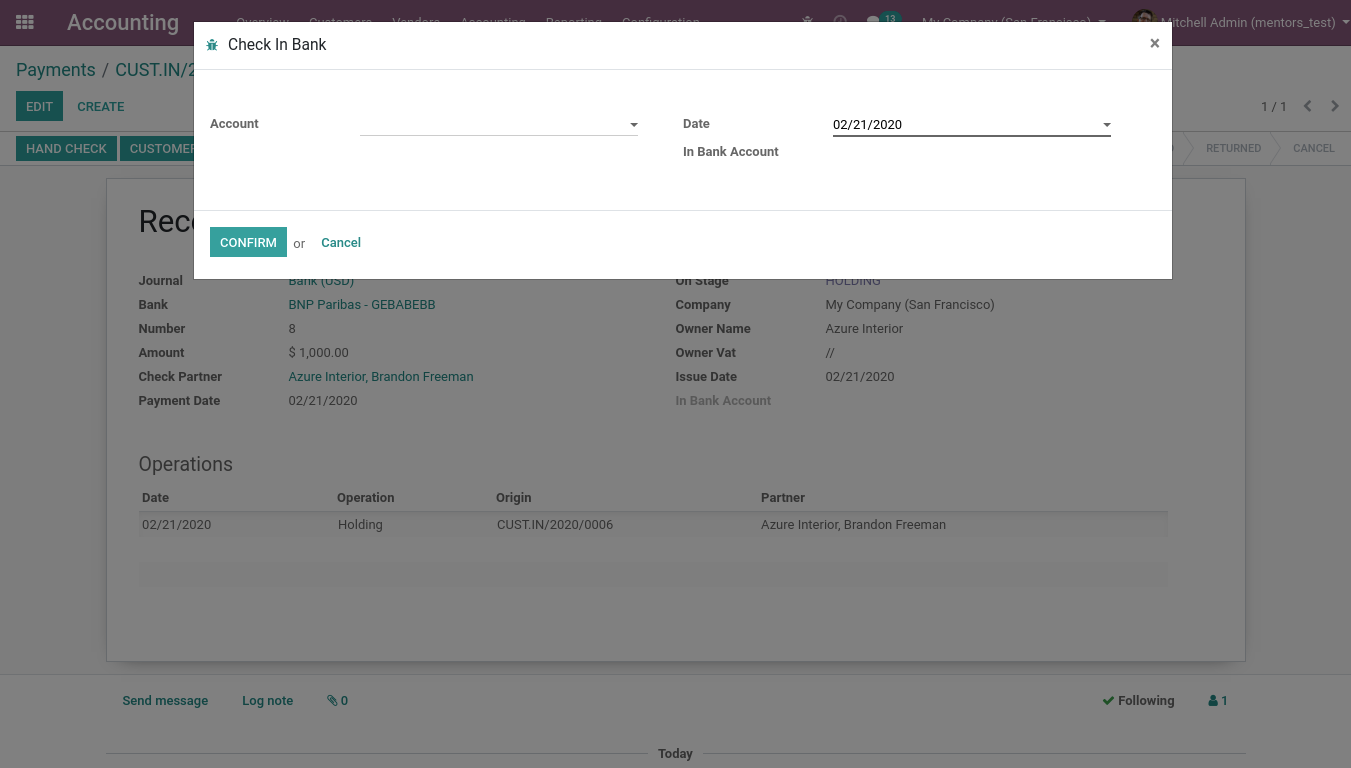 Accounting Overview Customers Vendors Accounting Reporting Configuration 13 My Company (San Francisco) Mitchell Admin (mentors_test)
Check In Bank ×
Payments / CUST.IN/2
EDIT CREATE 1 / 1
Account Date 02/21/2020
HAND CHECK CUSTOMER RETURNED CANCEL
In Bank Account
Rec
CONFIRM or Cancel
Journal Bank (USD) On Stage HOLDING
Bank BNP Paribas - GEBABEBB Company My Company (San Francisco)
Number 8 Owner Name Azure Interior
Amount $ 1,000.00 Owner Vat //
Check Partner Azure Interior, Brandon Freeman Issue Date 02/21/2020
Payment Date 02/21/2020 In Bank Account
Operations
Date Operation Origin Partner
02/21/2020 Holding CUST.IN/2020/0006 Azure Interior, Brandon Freeman
Send message Log note 0 Following 1
Today